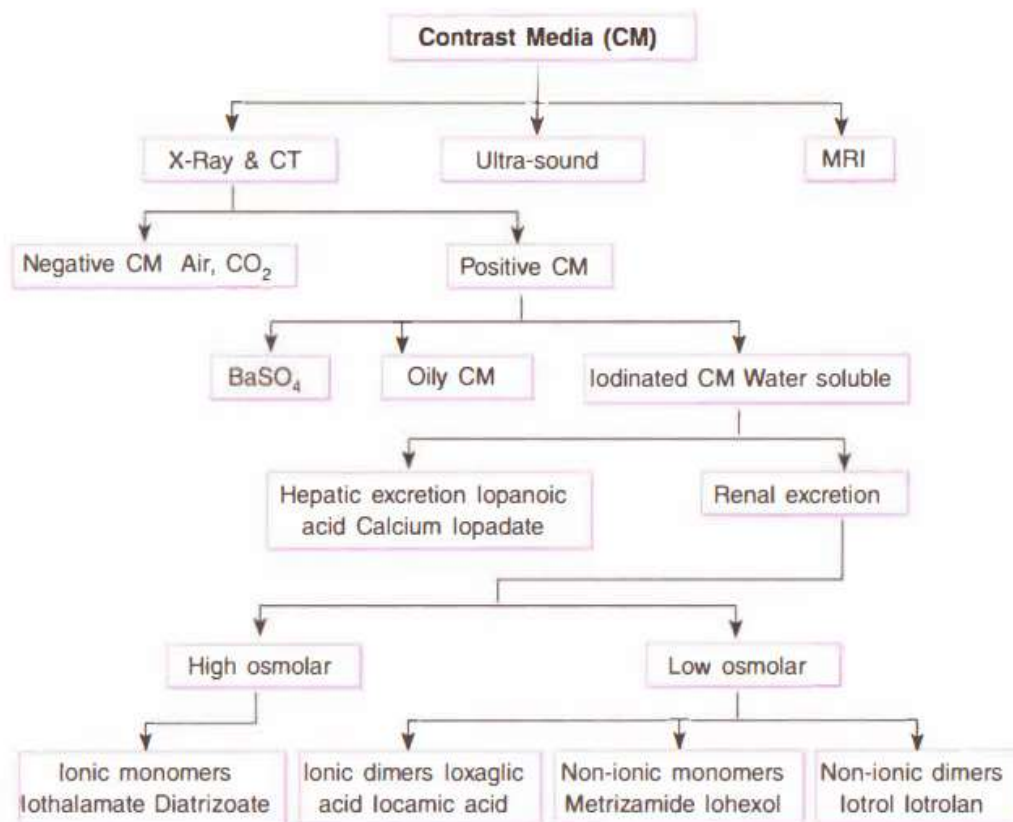 Contrast Media (CM)
X-Ray & CT
Ultra-sound
MRI
Negative CM Air, CO₂
Positive CM
BaSO₄
Oily CM
Iodinated CM Water soluble
Hepatic excretion Iopanoic
acid Calcium Iopadate
Renal excretion
High osmolar
Low osmolar
Ionic monomers
Iothalamate Diatrizoate
Ionic dimers Ioxaglic
acid Iocamic acid
Non-ionic monomers
Metrizamide Iohexol
Non-ionic dimers
Iotrol Iotrolan